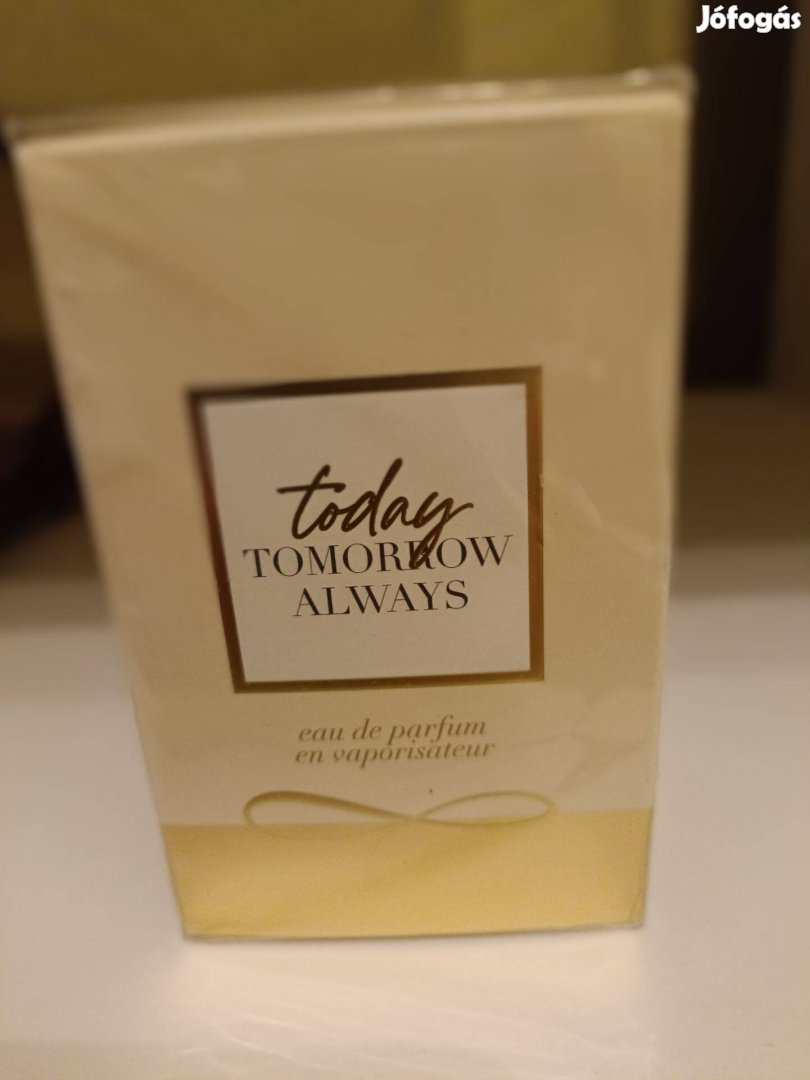 Jófogás
today
TOMORROW
ALWAYS
eau de parfum
en vaporisateur